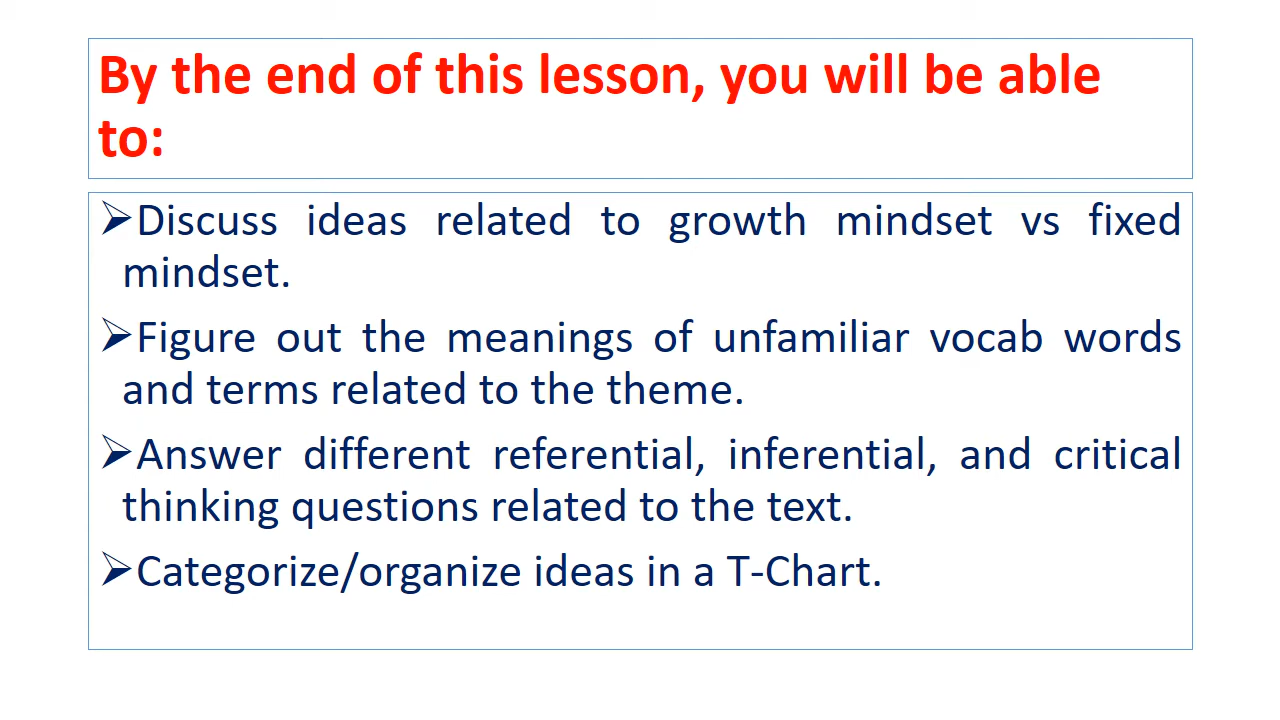 By the end of this lesson, you will be able
to:
➢Discuss ideas related to growth mindset vs fixed
mindset.
➢Figure out the meanings of unfamiliar vocab words
and terms related to the theme.
➢Answer different referential, inferential, and critical
thinking questions related to the text.
➢Categorize/organize ideas in a T-Chart.